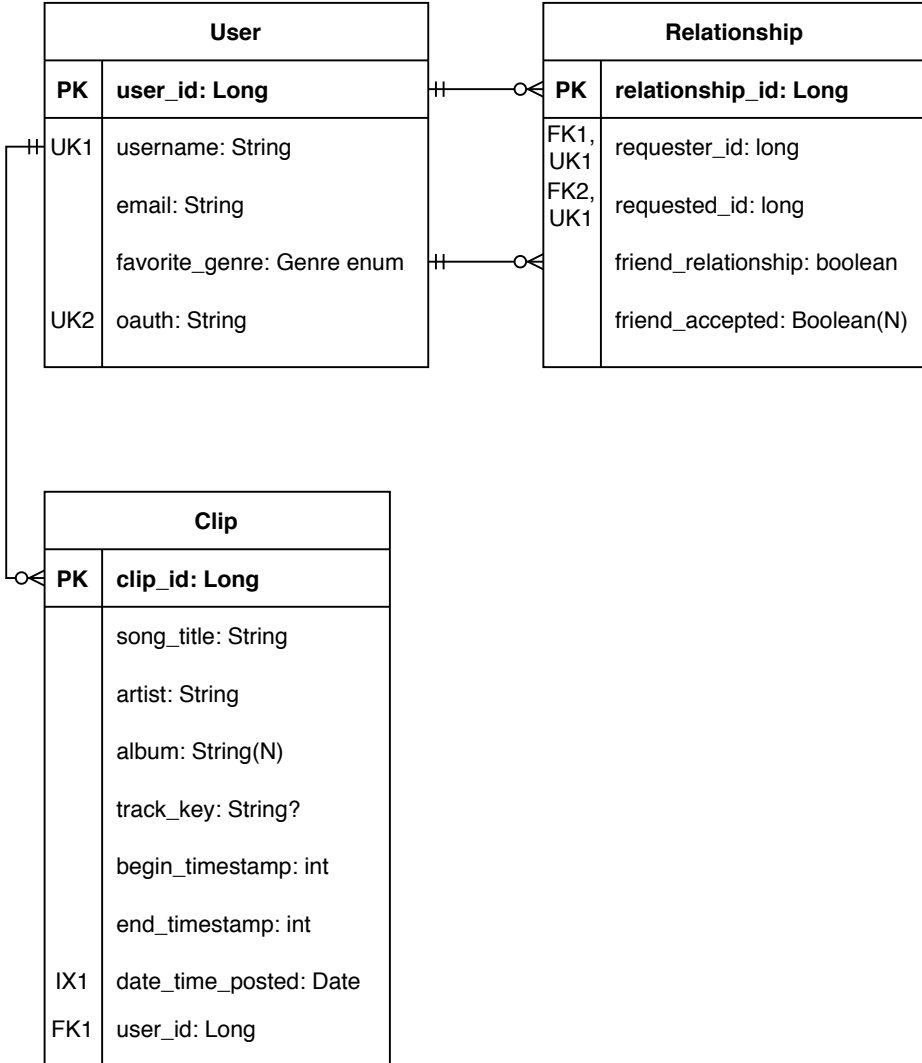 User
PK user_id: Long
UK1 username: String
email: String
favorite_genre: Genre enum
UK2 oauth: String
Relationship
PK relationship_id: Long
FK1,
UK1 requester_id: long
FK2,
UK1 requested_id: long
friend_relationship: boolean
friend_accepted: Boolean(N)
Clip
PK clip_id: Long
song_title: String
artist: String
album: String(N)
track_key: String?
begin_timestamp: int
end_timestamp: int
IX1 date_time_posted: Date
FK1 user_id: Long